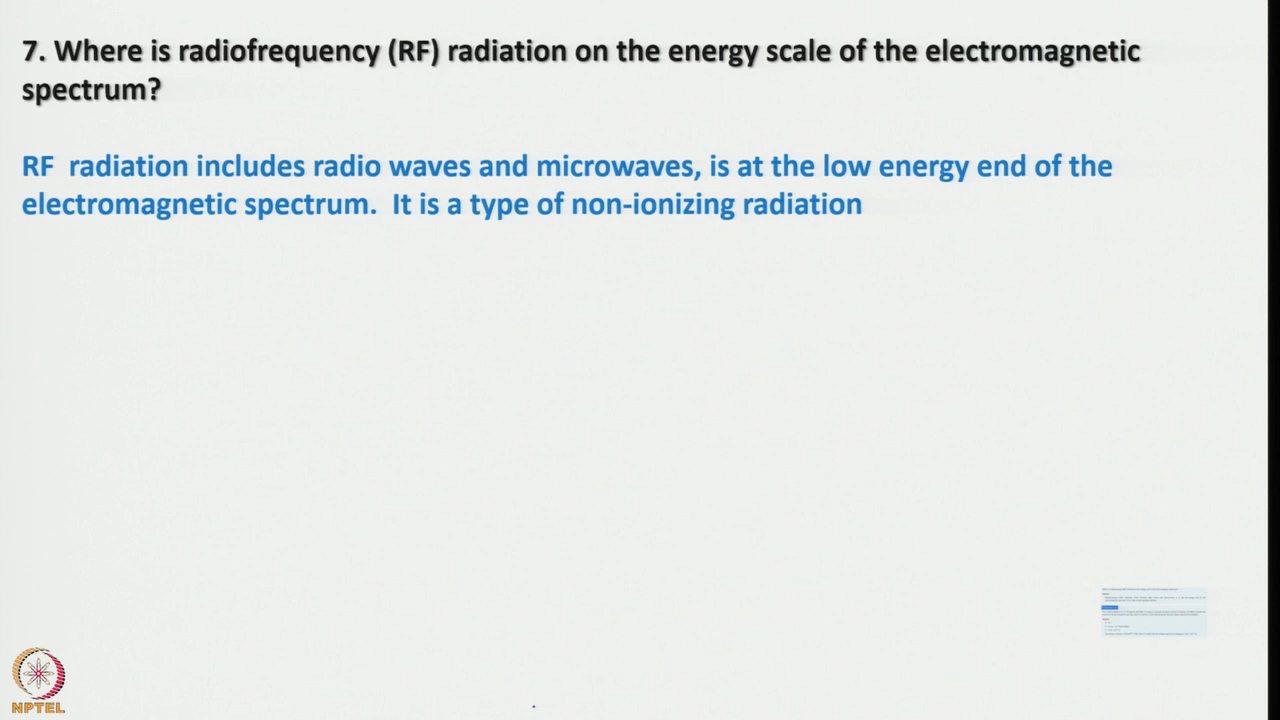 7. Where is radiofrequency (RF) radiation on the energy scale of the electromagnetic
spectrum?
RF  radiation includes radio waves and microwaves, is at the low energy end of the
electromagnetic spectrum.  It is a type of non-ionizing radiation
NPTEL